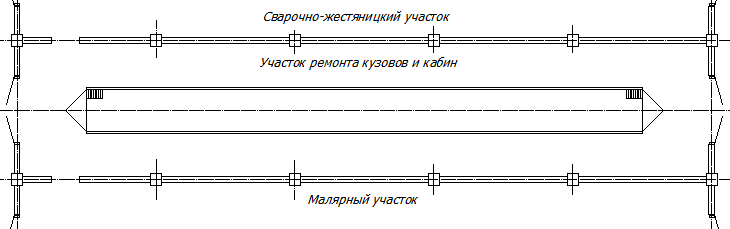 Сварочно-жестяницкий участок
Участок ремонта кузовов и кабин
Малярный участок